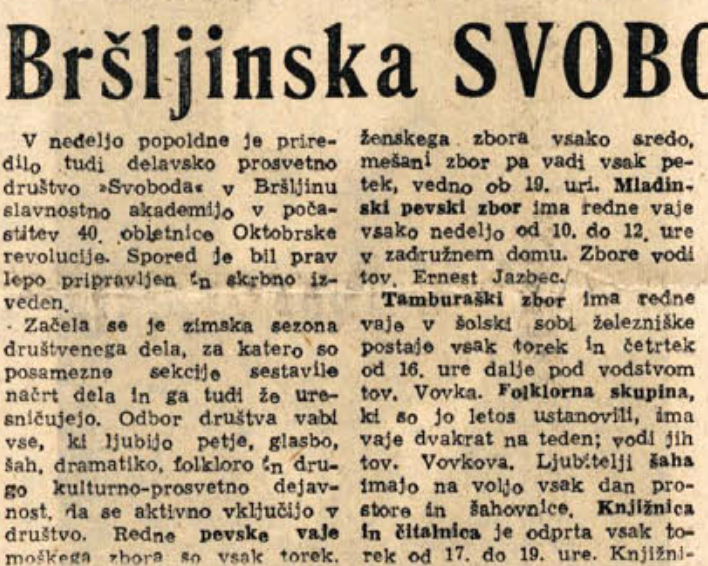 Bršljinska SVOBO
V nedeljo popoldne je prire-
dilo tudi delavsko prosvetno
društvo »Svoboda« v Bršljinu
slavnostno akademijo v poča-
stitev 40. obletnice Oktobrske
revolucije. Spored je bil prav
lepo pripravljen in skrbno iz-
veden.
Začela se je zimska sezona
društvenega dela, za katero so
posamezne sekcije sestavile
načrt dela in ga tudi že ure-
sničujejo. Odbor društva vabi
vse, ki ljubijo petje, glasbo,
šah, dramatiko, folkloro in dru-
go kulturno-prosvetno dejav-
nost, da se aktivno vključijo v
društvo. Redne pevske vaje
moškega zbora so vsak torek,
ženskega zbora vsako sredo,
mešani zbor pa vadi vsak pe-
tek, vedno ob 19. uri. Mladin-
ski pevski zbor ima redne vaje
vsako nedeljo od 10. do 12. ure
v zadružnem domu. Zbore vodi
tov. Ernest Jazbec.
Tamburaški zbor ima redne
vaje v šolski sobi železniške
postaje vsak torek in četrtek
od 16. ure dalje pod vodstvom
tov. Vovka. Folklorna skupina,
ki so jo letos ustanovili, ima
vaje dvakrat na teden; vodi jih
tov. Vovkova. Ljubitelji šaha
imajo na voljo vsak dan pro-
store in šahovnice. Knjižnica
in čitalnica je odprta vsak to-
rek od 17. do 19. ure. Knjižni-